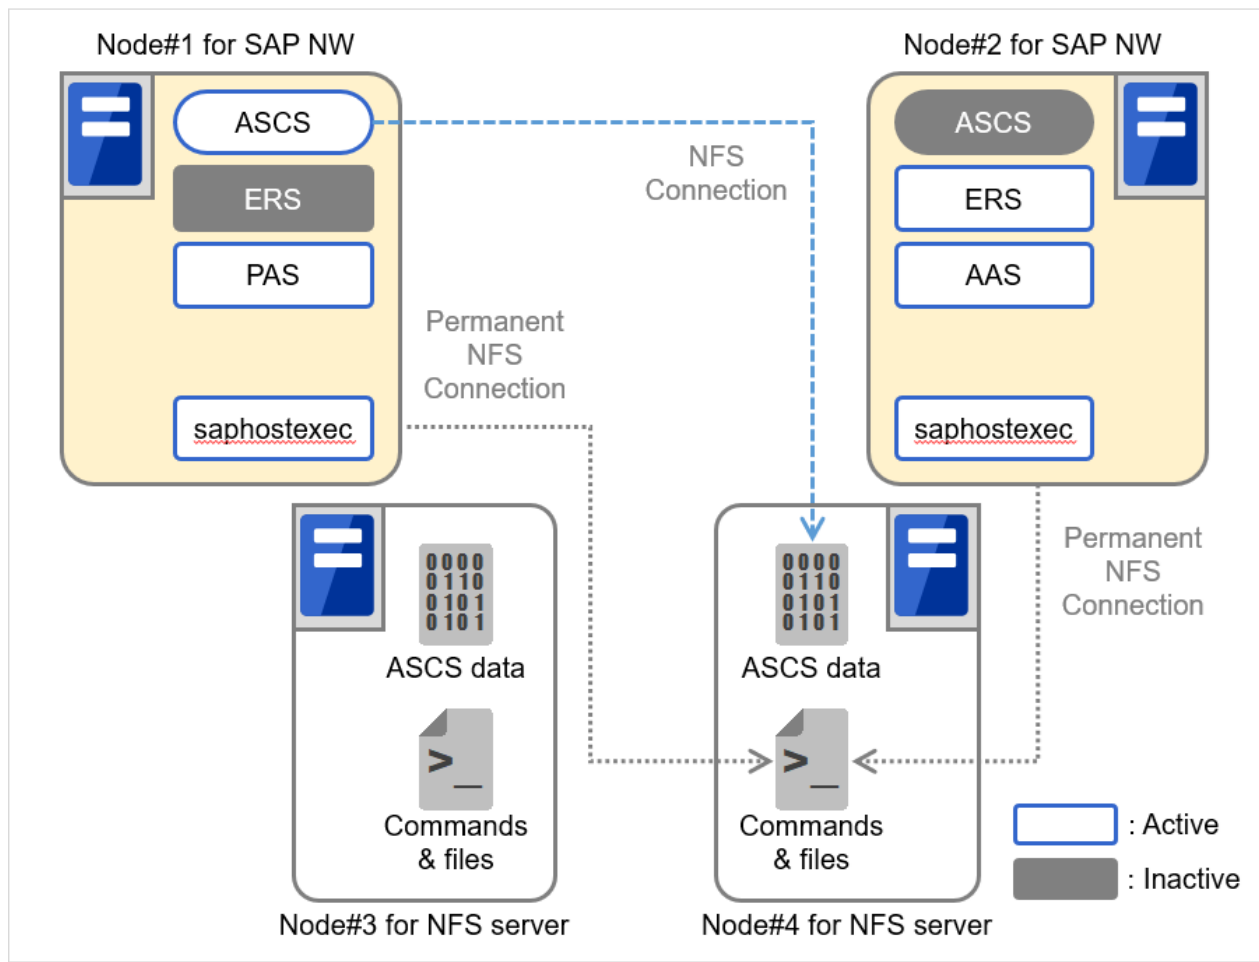 Node#1 for SAP NW
Node#2 for SAP NW
ASCS
ERS
PAS
saphostexec
NFS
Connection
Permanent
NFS
Connection
ASCS
ERS
AAS
saphostexec
Permanent
NFS
Connection
0000
0110
0101
0101
ASCS data
>_
Commands
& files
Node#3 for NFS server
0000
0110
0101
0101
ASCS data
>_
Commands
& files
Node#4 for NFS server
: Active
: Inactive